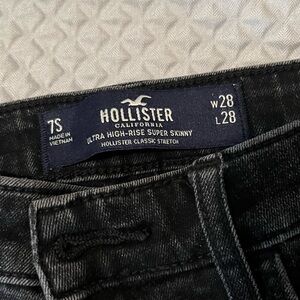 HOLLISTER
CALIFORNIA
7S
MADE IN
VIETNAM
ULTRA HIGH-RISE SUPER SKINNY
HOLLISTER CLASSIC STRETCH
W28
L28